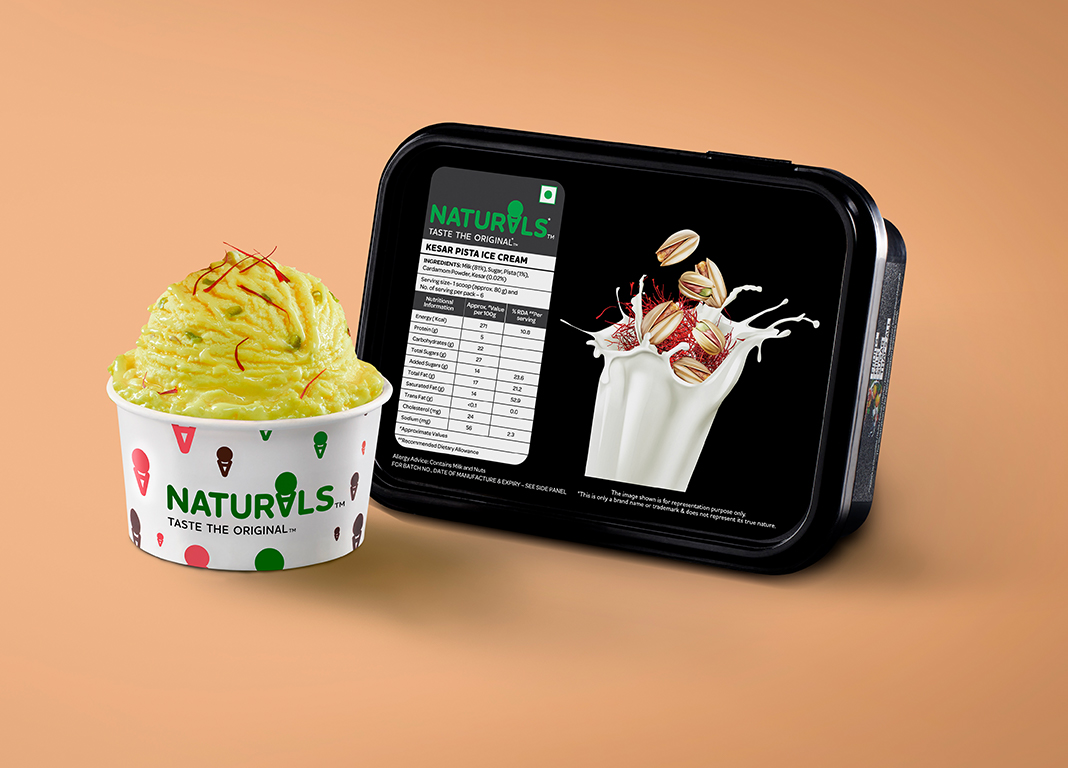 NATURALS
TASTE THE ORIGINAL™
KESAR PISTA ICE CREAM
INGREDIENTS: Milk (81%), Sugar, Pista (1%),
Cardamom Powder, Kesar (0.02%)
Serving size- 1 scoop (approx. 80 g) and
No. of serving per pack – 6
Nutritional Information Approx. *Value per 100g % RDA **Per serving
Energy ( Kcal) 271 10.8
Protein (g) 5
Carbohydrates (g) 22
Total Sugars (g) 27
Added Sugars (g) 14 23.6
Total Fat (g) 17 21.2
Saturated Fat (g) 14 52.9
Trans Fat (g) <0.1 0.0
Cholesterol (mg) 24
Sodium (mg) 56 2.3
*Approximate Values
**Recommended Dietary Allowance
Allergy Advice: Contains Milk and Nuts
FOR BATCH NO., DATE OF MANUFACTURE & EXPIRY – SEE SIDE PANEL
The image shown is for representation purpose only.
*This is only a brand name or trademark & does not represent its true nature.
NATURALS™
TASTE THE ORIGINAL™